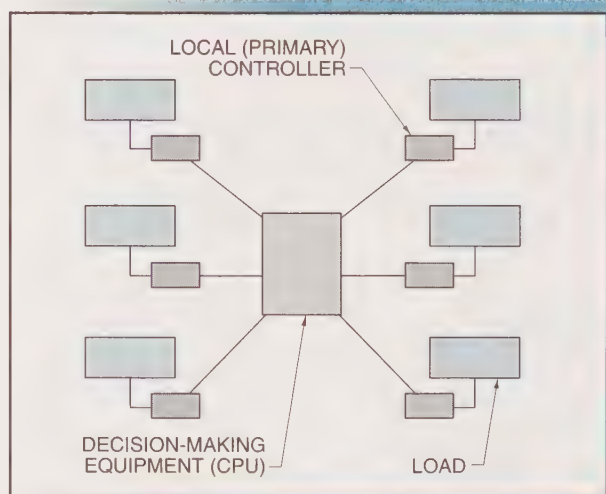 LOCAL (PRIMARY)
CONTROLLER
DECISION-MAKING
EQUIPMENT (CPU)
LOAD